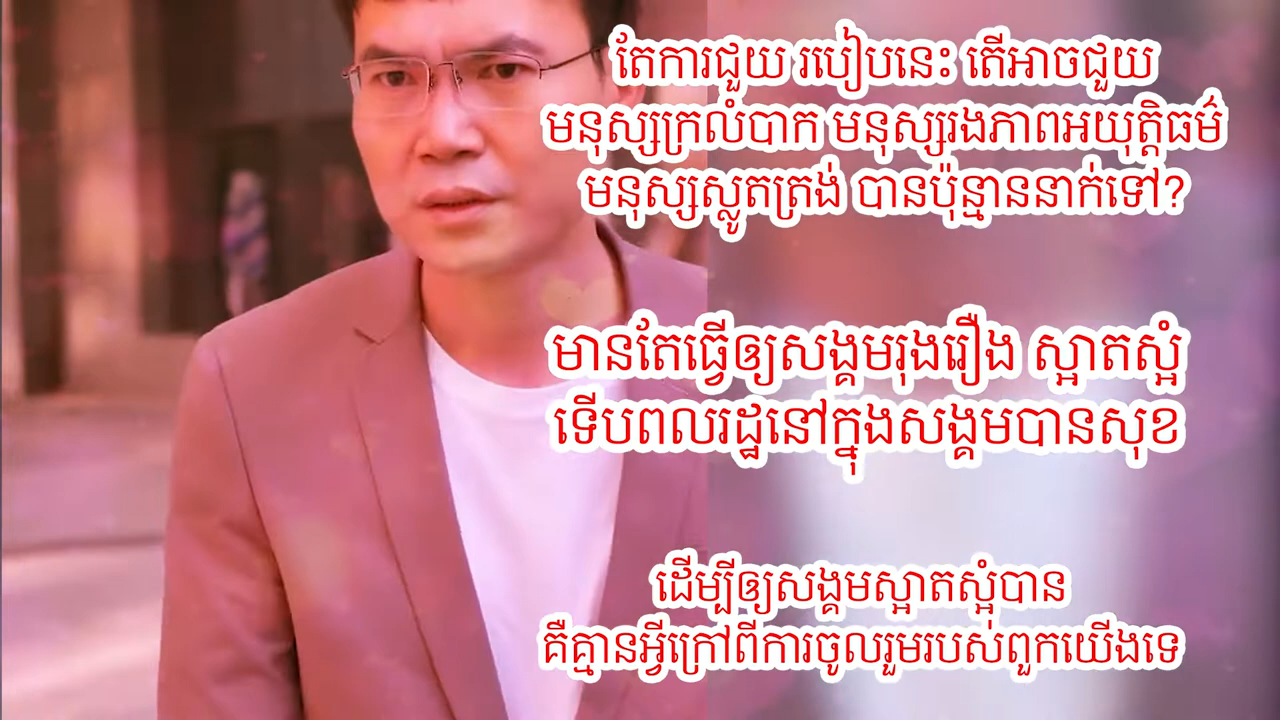 តែការជួយ របៀបនេះ តើអាចជួយ
មនុស្សក្រលំបាក មនុស្សរងភាពអយុត្តិធម៌
មនុស្សស្លូតត្រង់ បានប៉ុន្មាននាក់ទៅ?
មានតែធ្វើឲ្យសង្គមរុងរឿង ស្អាតស្អំ
ទើបពលរដ្ឋនៅក្នុងសង្គមបានសុខ
ដើម្បីឲ្យសង្គមស្អាតស្អំបាន
គឺគ្មានអ្វីក្រៅពីការចូលរួមរបស់ពួកយើងទេ